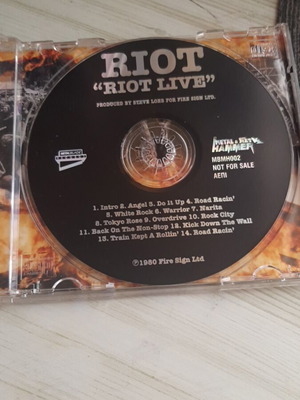 RIOT
"RIOT LIVE"
PRODUCED BY STEVE LOEB FOR FIRE SIGN LTD.
METAL HAMMER
MBMH002
NOT FOR SALE
ΑΕΠΙ
1. Intro 2. Angel 3. Do It Up 4. Road Racin'
5. White Rock 6. Warrior 7. Narita
8. Tokyo Rose 9. Overdrive 10. Rock City
11. Back On The Non-Stop 12. Kick Down The Wall
13. Train Kept A Rollin' 14. Road Racin'
℗1980 Fire Sign Ltd